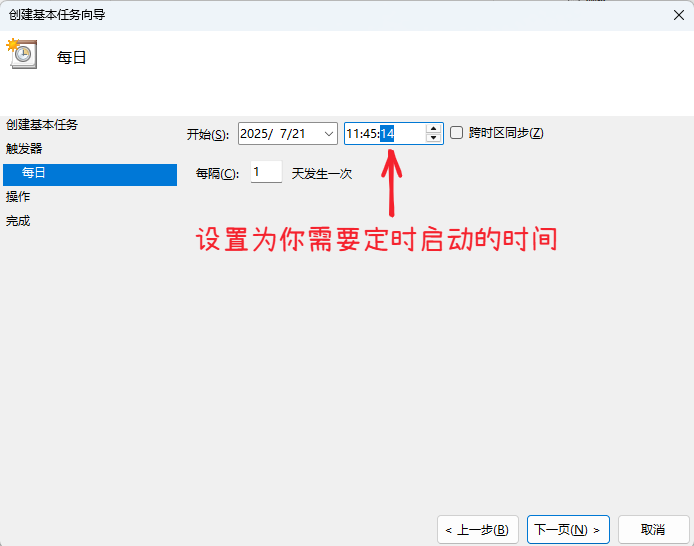 创建基本任务向导
每日
创建基本任务
触发器
每日
操作
完成
开始(S): 2025/ 7/21 11:45:14 跨时区同步(Z)
每隔(C): 1 天发生一次
设置为你需要定时启动的时间
< 上一步(B) 下一页(N) > 取消